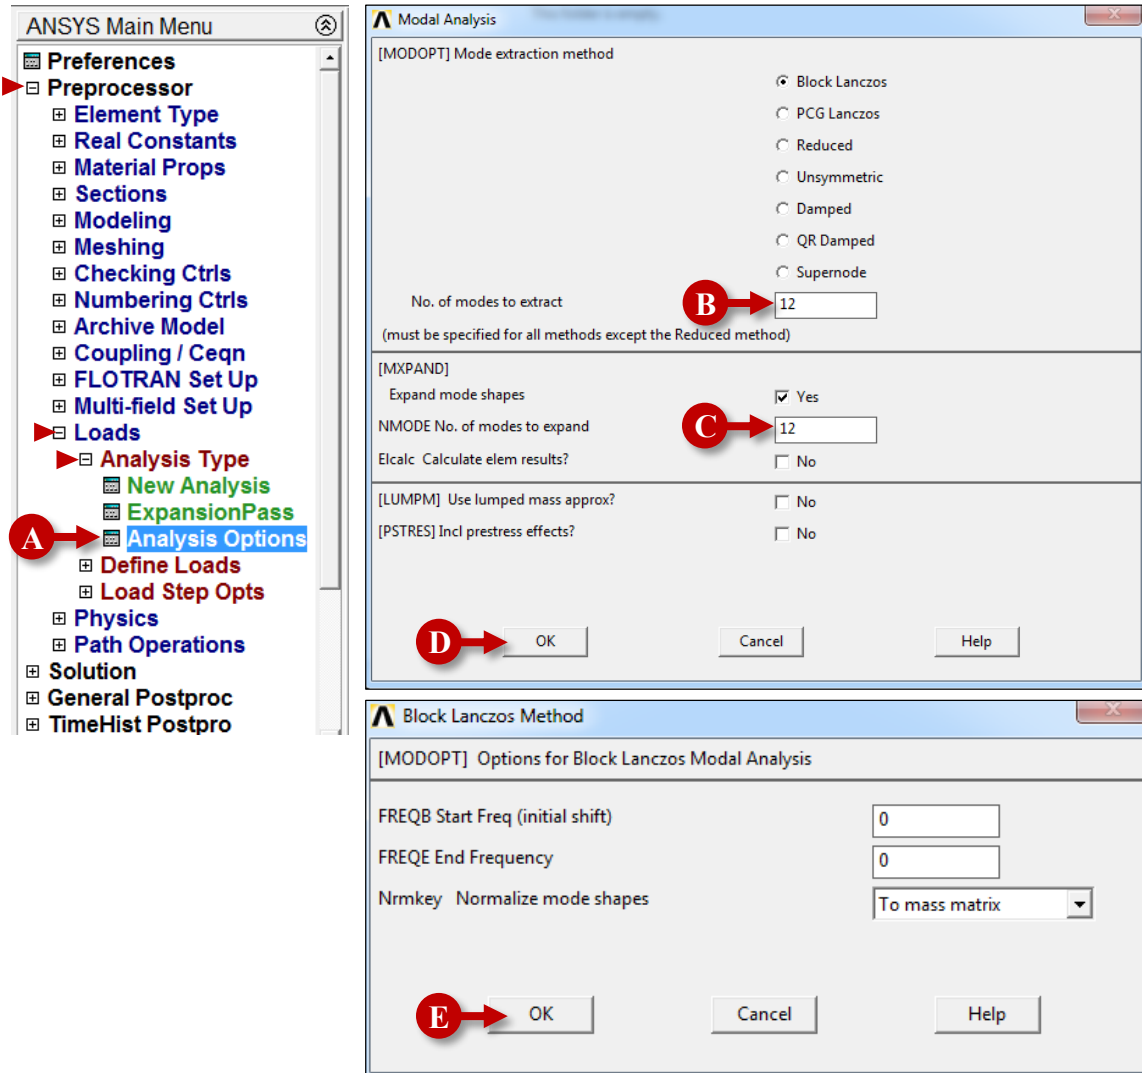 ANSYS Main Menu
Preferences
Preprocessor
Element Type
Real Constants
Material Props
Sections
Modeling
Meshing
Checking Ctrls
Numbering Ctrls
Archive Model
Coupling / Ceqn
FLOTRAN Set Up
Multi-field Set Up
Loads
Analysis Type
New Analysis
ExpansionPass
A Analysis Options
Define Loads
Load Step Opts
Physics
Path Operations
Solution
General Postproc
TimeHist Postpro
Modal Analysis
[MODOPT] Mode extraction method
Block Lanczos
PCG Lanczos
Reduced
Unsymmetric
Damped
QR Damped
Supernode
No. of modes to extract B 12
(must be specified for all methods except the Reduced method)
[MXPAND]
Expand mode shapes Yes
NMODE No. of modes to expand C 12
Elcalc Calculate elem results? No
[LUMPM] Use lumped mass approx? No
[PSTRES] Incl prestress effects? No
D OK Cancel Help
Block Lanczos Method
[MODOPT] Options for Block Lanczos Modal Analysis
FREQB Start Freq (initial shift) 0
FREQE End Frequency 0
Nrmkey Normalize mode shapes To mass matrix
E OK Cancel Help